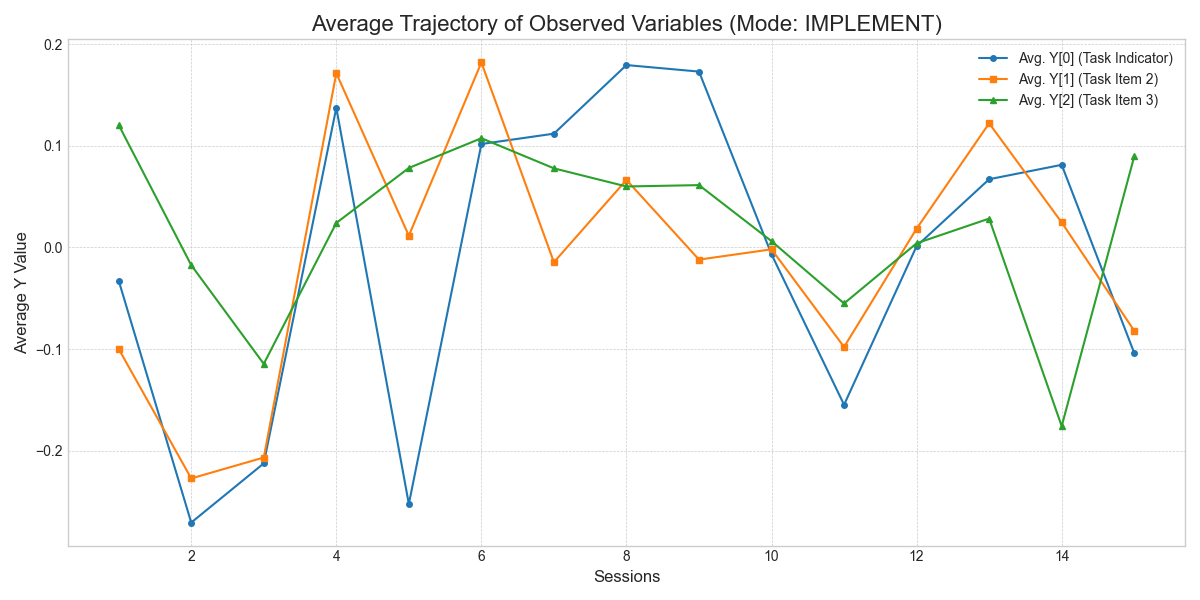 Average Trajectory of Observed Variables (Mode: IMPLEMENT)
Avg. Y[0] (Task Indicator)
Avg. Y[1] (Task Item 2)
Avg. Y[2] (Task Item 3)
Average Y Value
0.2
0.1
0.0
−0.1
−0.2
2 4 6 8 10 12 14
Sessions